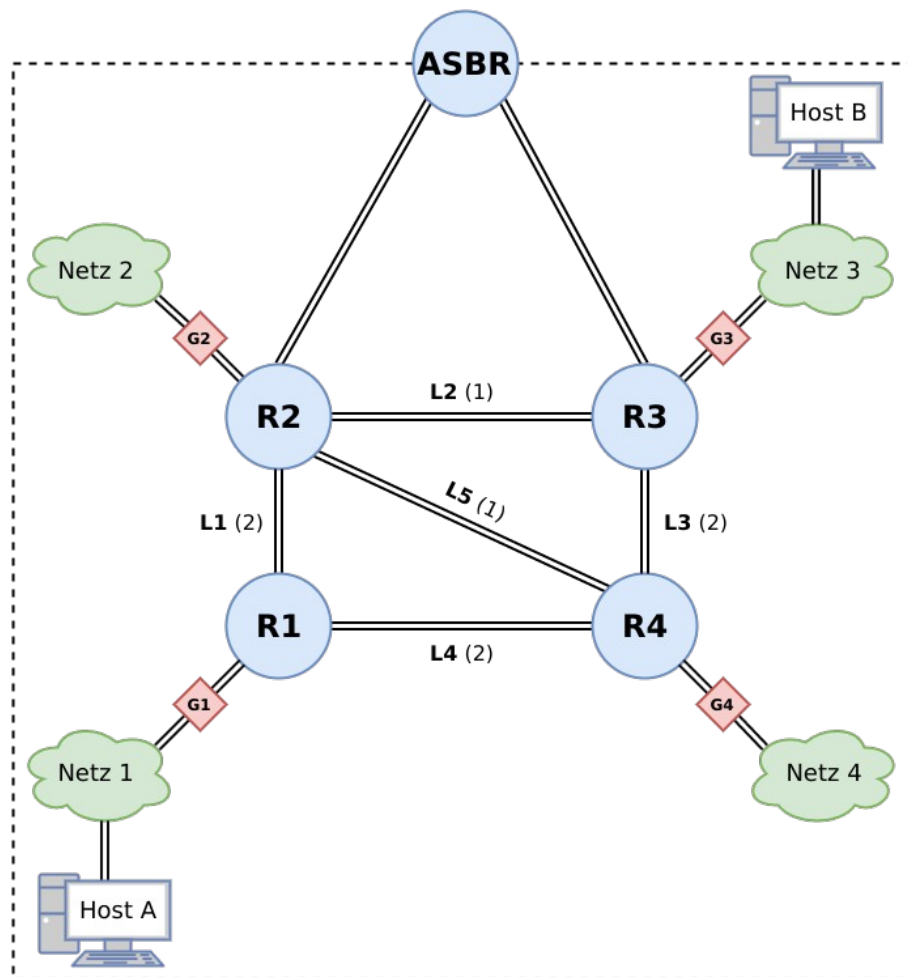 ASBR
Host B
Netz 2
Netz 3
G2
G3
L2 (1)
R2
R3
L5 (1)
L1 (2)
L3 (2)
R1
R4
L4 (2)
G1
G4
Netz 1
Netz 4
Host A